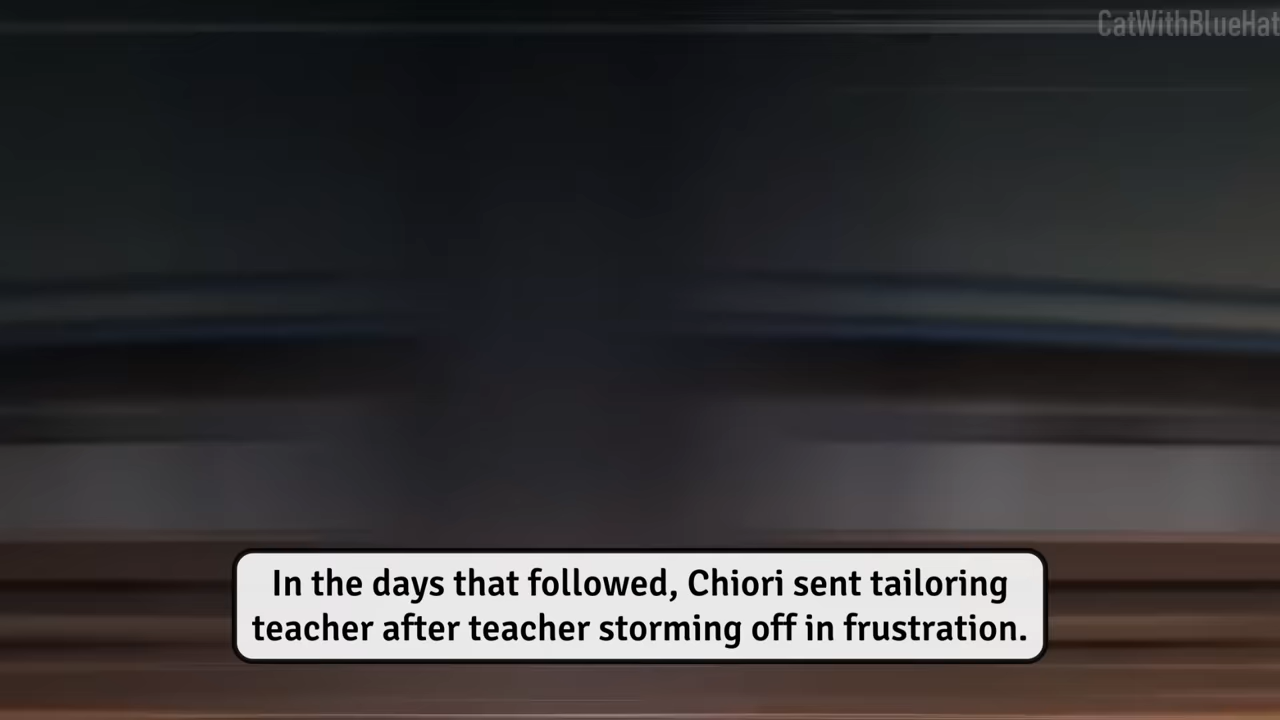 CatWithBlueHat
In the days that followed, Chiori sent tailoring
teacher after teacher storming off in frustration.